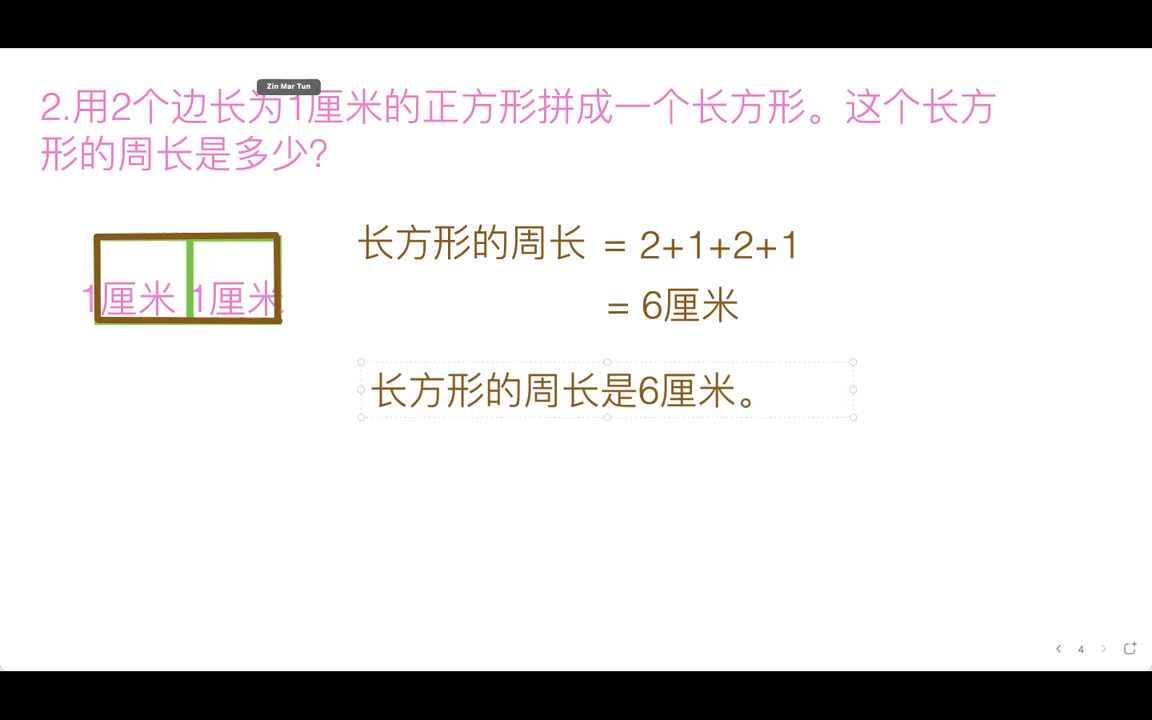 Zin Mar Tun
2.用2个边长为1厘米的正方形拼成一个长方形。这个长方
形的周长是多少?
长方形的周长 = 2+1+2+1
1厘米 1厘米
= 6厘米
长方形的周长是6厘米。
4